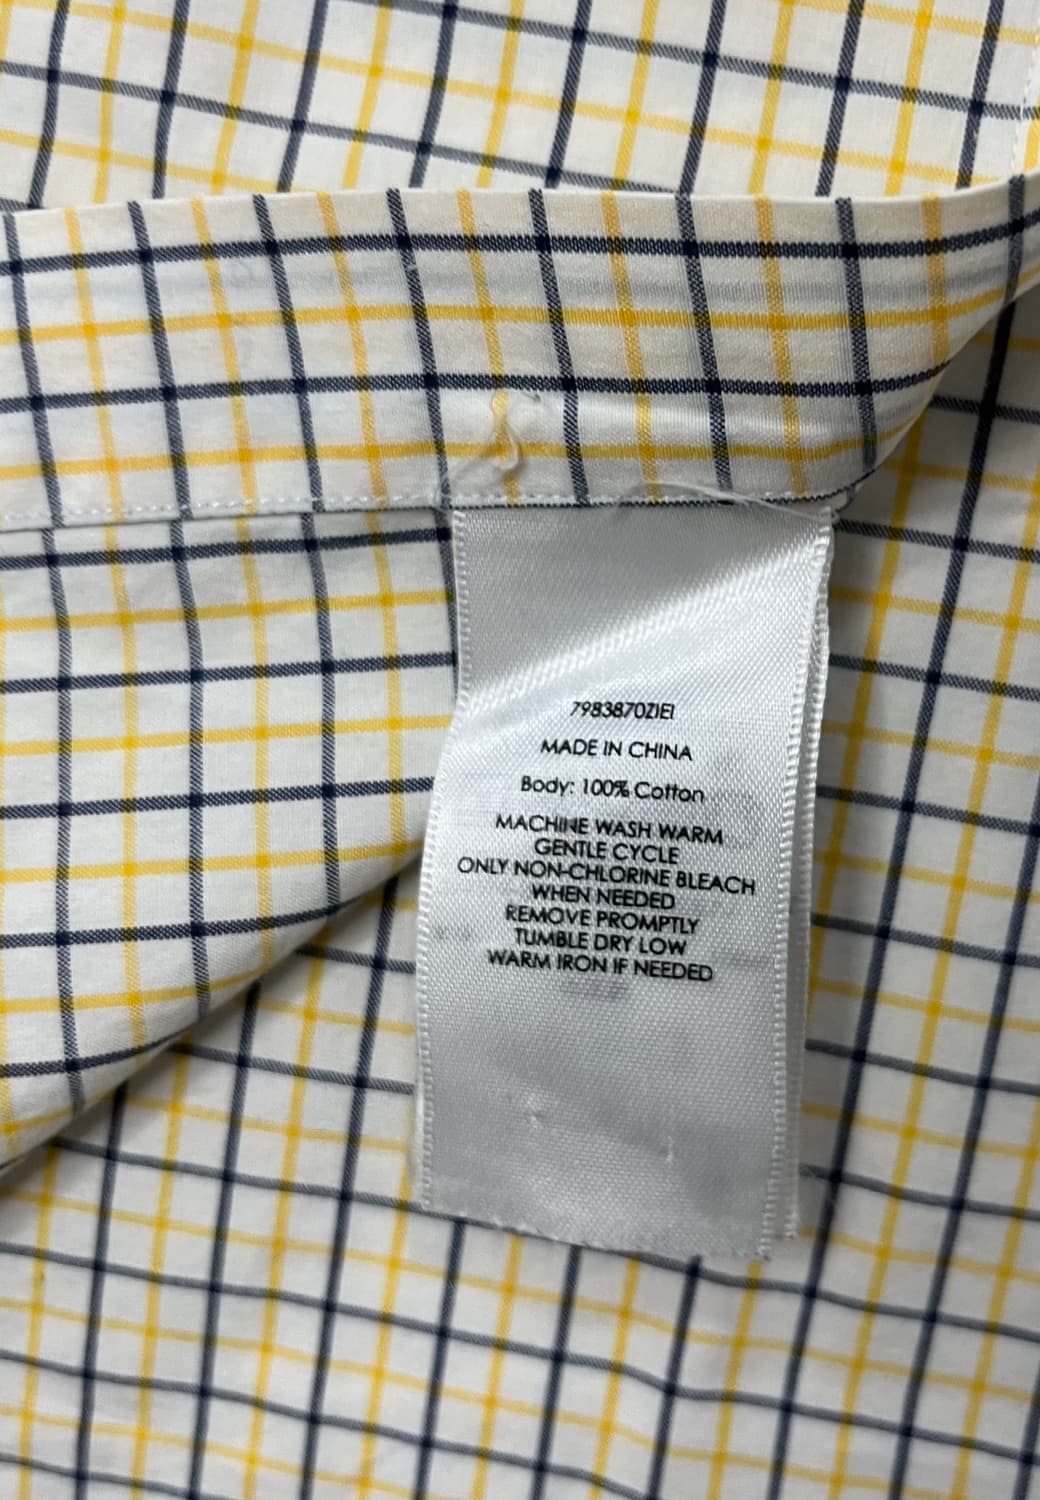 7983870ZIEI
MADE IN CHINA
Body: 100% Cotton
MACHINE WASH WARM
GENTLE CYCLE
ONLY NON-CHLORINE BLEACH
WHEN NEEDED
REMOVE PROMPTLY
TUMBLE DRY LOW
WARM IRON IF NEEDED